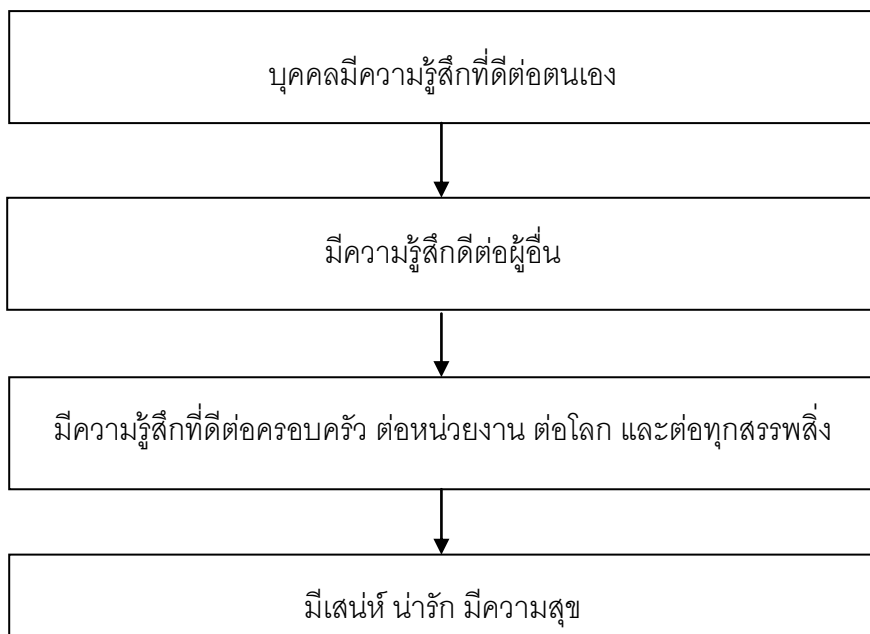 บุคคลมีความรู้สึกที่ดีต่อตนเอง
มีความรู้สึกดีต่อผู้อื่น
มีความรู้สึกที่ดีต่อครอบครัว ต่อหน่วยงาน ต่อโลก และต่อทุกสรรพสิ่ง
มีเสน่ห์ น่ารัก มีความสุข